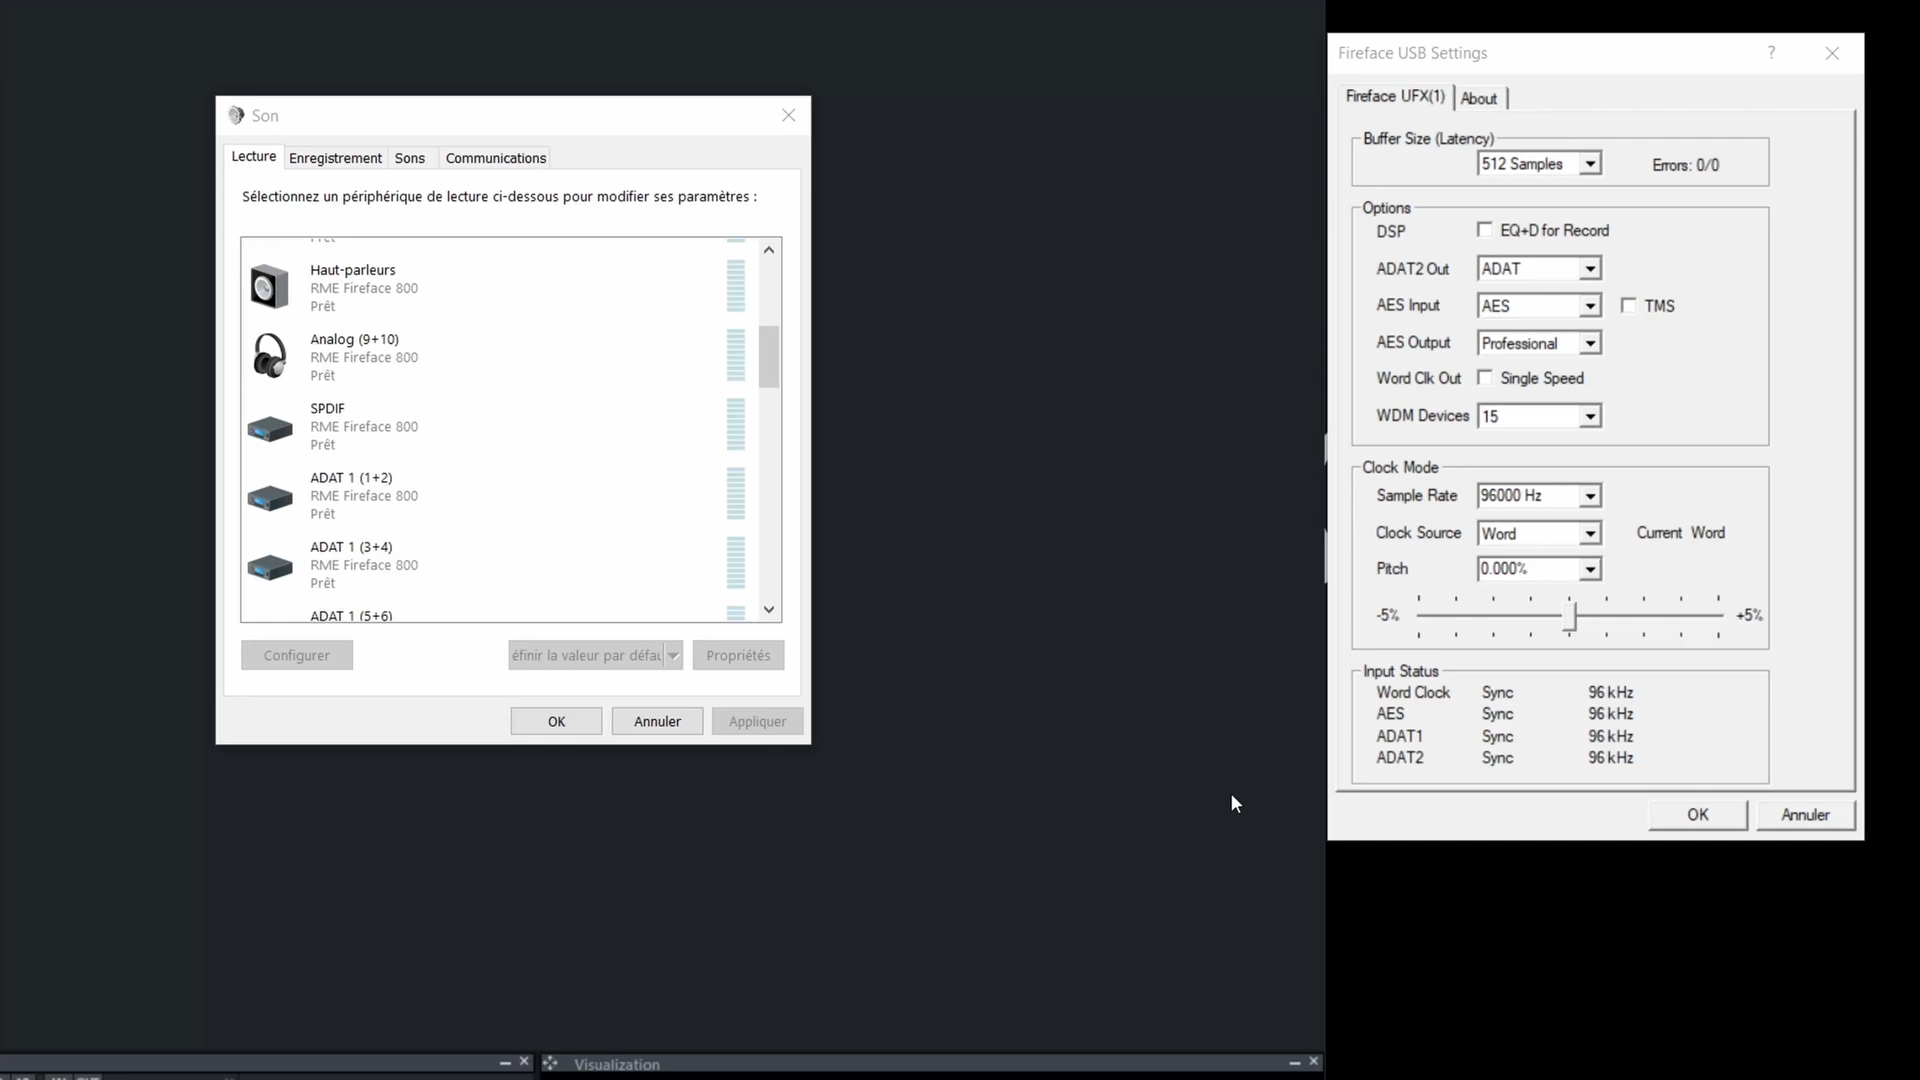 Son
Lecture
Enregistrement
Sons
Communications
Sélectionnez un périphérique de lecture ci-dessous pour modifier ses paramètres :
Haut-parleurs
RME Fireface 800
Prêt
Analog (9+10)
RME Fireface 800
Prêt
SPDIF
RME Fireface 800
Prêt
ADAT 1 (1+2)
RME Fireface 800
Prêt
ADAT 1 (3+4)
RME Fireface 800
Prêt
ADAT 1 (5+6)
Configurer
éfinir la valeur par défau
Propriétés
OK
Annuler
Appliquer
Visualization
Fireface USB Settings
?
Fireface UFX(1)
About
Buffer Size (Latency)
512 Samples
Errors: 0/0
Options
DSP
EQ+D for Record
ADAT2 Out
ADAT
AES Input
AES
TMS
AES Output
Professional
Word Clk Out
Single Speed
WDM Devices
15
Clock Mode
Sample Rate
96000 Hz
Clock Source
Word
Current Word
Pitch
0.000%
-5%
+5%
Input Status
Word Clock Sync 96 kHz
AES Sync 96 kHz
ADAT1 Sync 96 kHz
ADAT2 Sync 96 kHz
OK
Annuler